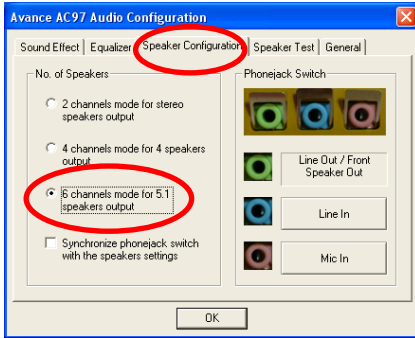 Avance AC97 Audio Configuration
Sound Effect
Equalizer
Speaker Configuration
Speaker Test
General
No. of Speakers
2 channels mode for stereo
speakers output
4 channels mode for 4 speakers
output
6 channels mode for 5.1
speakers output
Synchronize phonejack switch
with the speakers settings
Phonejack Switch
Line Out / Front
Speaker Out
Line In
Mic In
OK